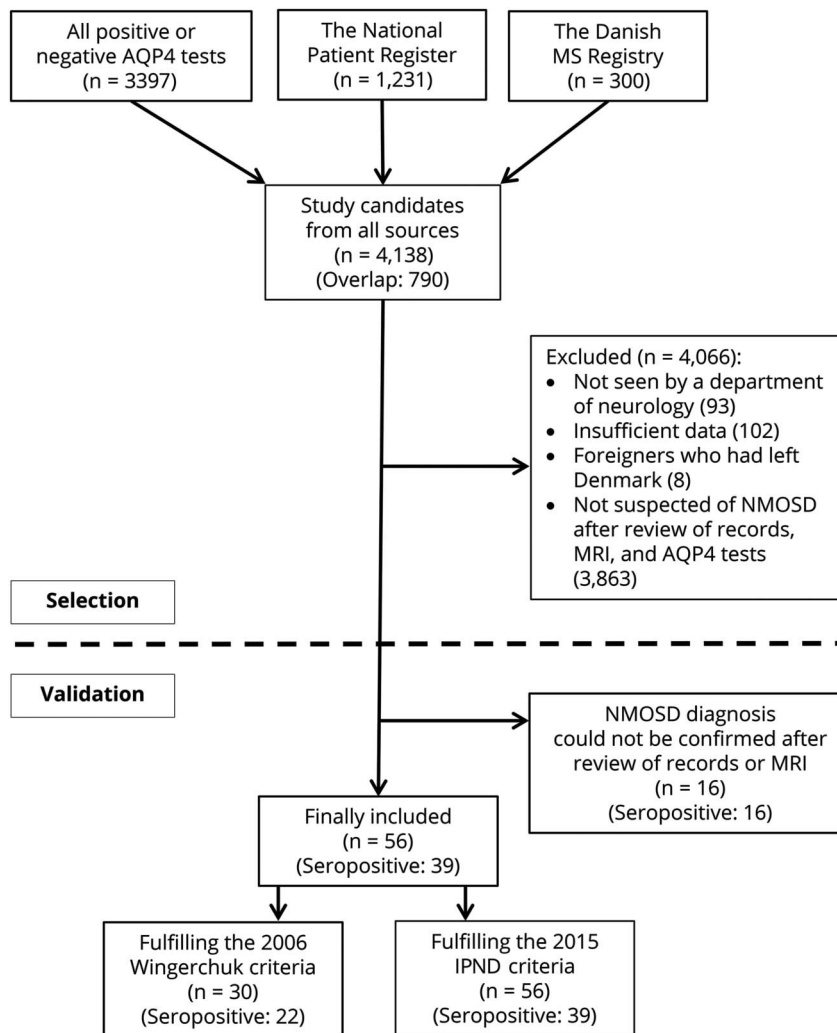 All positive or
negative AQP4 tests
(n = 3397)
The National
Patient Register
(n = 1,231)
The Danish
MS Registry
(n = 300)
Study candidates
from all sources
(n = 4,138)
(Overlap: 790)
Excluded (n = 4,066):
• Not seen by a department
of neurology (93)
• Insufficient data (102)
• Foreigners who had left
Denmark (8)
• Not suspected of NMOSD
after review of records,
MRI, and AQP4 tests
(3,863)
Selection
Validation
NMOSD diagnosis
could not be confirmed after
review of records or MRI
(n = 16)
(Seropositive: 16)
Finally included
(n = 56)
(Seropositive: 39)
Fulfilling the 2006
Wingerchuk criteria
(n = 30)
(Seropositive: 22)
Fulfilling the 2015
IPND criteria
(n = 56)
(Seropositive: 39)